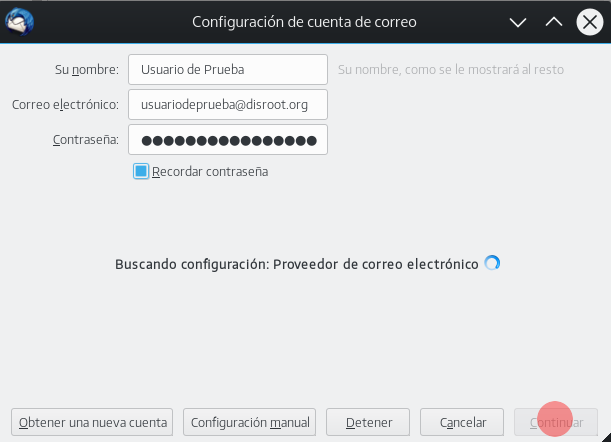 Configuración de cuenta de correo
Su nombre: Usuario de Prueba Su nombre, como se le mostrará al resto
Correo electrónico: usuariodeprueba@disroot.org
Contraseña: ●●●●●●●●●●●●●●●●
Recordar contraseña
Buscando configuración: Proveedor de correo electrónico
Obtener una nueva cuenta Configuración manual Detener Cancelar Continuar